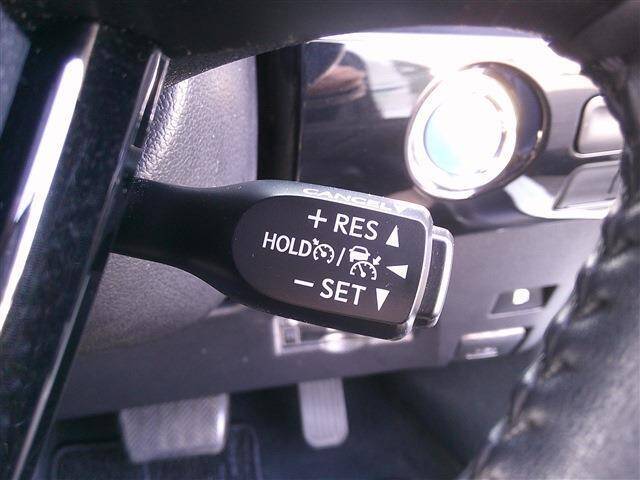 CANCEL
+ RES ▲
HOLD / ◀
− SET ▼